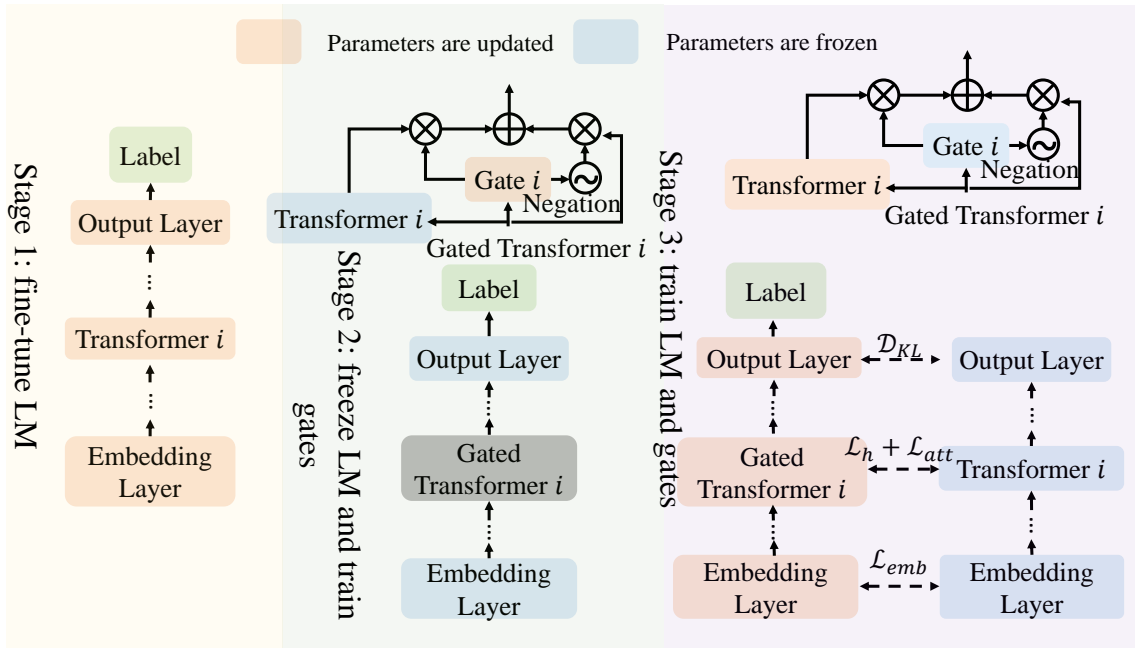 Parameters are updated
Parameters are frozen
Stage 1: fine-tune LM
Label
Output Layer
...
Transformer i
...
Embedding
Layer
Stage 2: freeze LM and train
gates
Gate i
Negation
Transformer i
Gated Transformer i
Label
Output Layer
...
Gated
Transformer i
...
Embedding
Layer
Stage 3: train LM and gates
Gate i
Negation
Transformer i
Gated Transformer i
Label
Output Layer
...
Gated
Transformer i
...
Embedding
Layer
𝒟_KL
ℒ_h + ℒ_att
ℒ_emb
Output Layer
...
Transformer i
...
Embedding
Layer